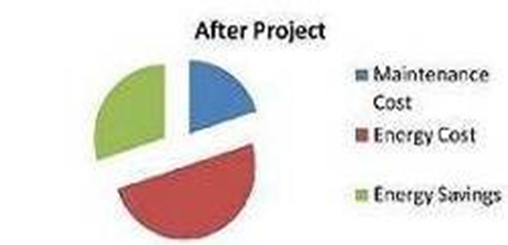 After Project
Maintenance
Cost
Energy Cost
Energy Savings